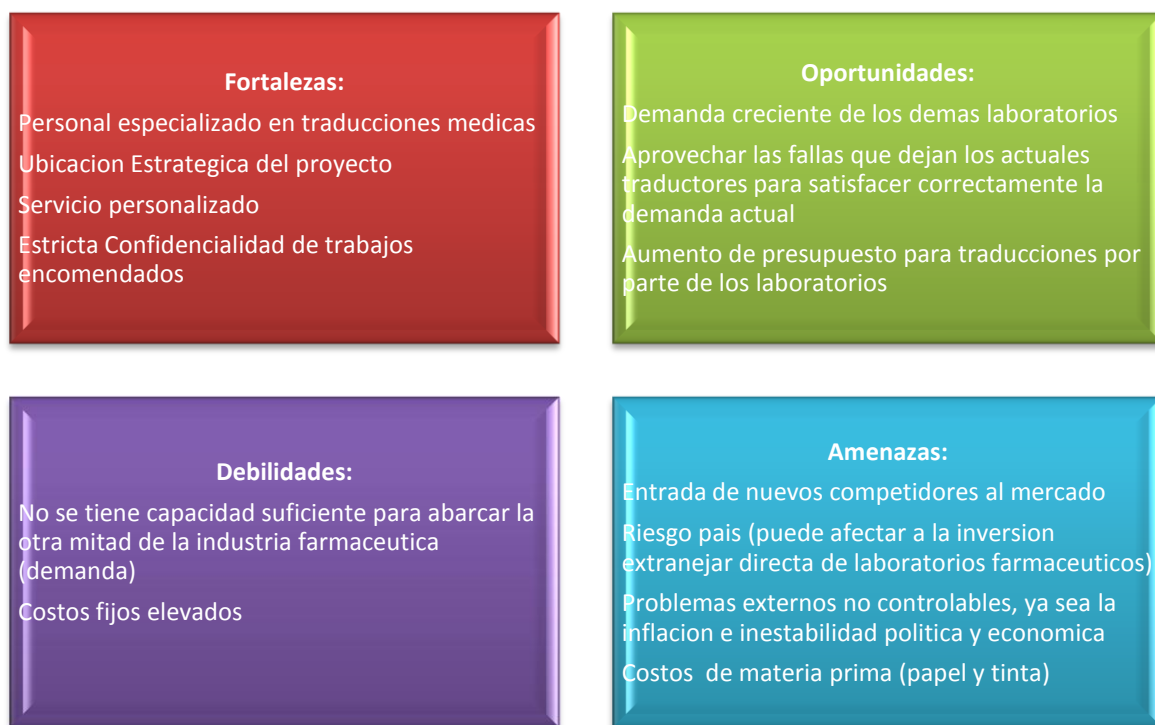 Fortalezas:
Personal especializado en traducciones medicas
Ubicacion Estrategica del proyecto
Servicio personalizado
Estricta Confidencialidad de trabajos
encomendados
Oportunidades:
Demanda creciente de los demas laboratorios
Aprovechar las fallas que dejan los actuales
traductores para satisfacer correctamente la
demanda actual
Aumento de presupuesto para traducciones por
parte de los laboratorios
Debilidades:
No se tiene capacidad suficiente para abarcar la
otra mitad de la industria farmaceutica
(demanda)
Costos fijos elevados
Amenazas:
Entrada de nuevos competidores al mercado
Riesgo pais (puede afectar a la inversion
extranejar directa de laboratorios farmaceuticos)
Problemas externos no controlables, ya sea la
inflacion e inestabilidad politica y economica
Costos  de materia prima (papel y tinta)